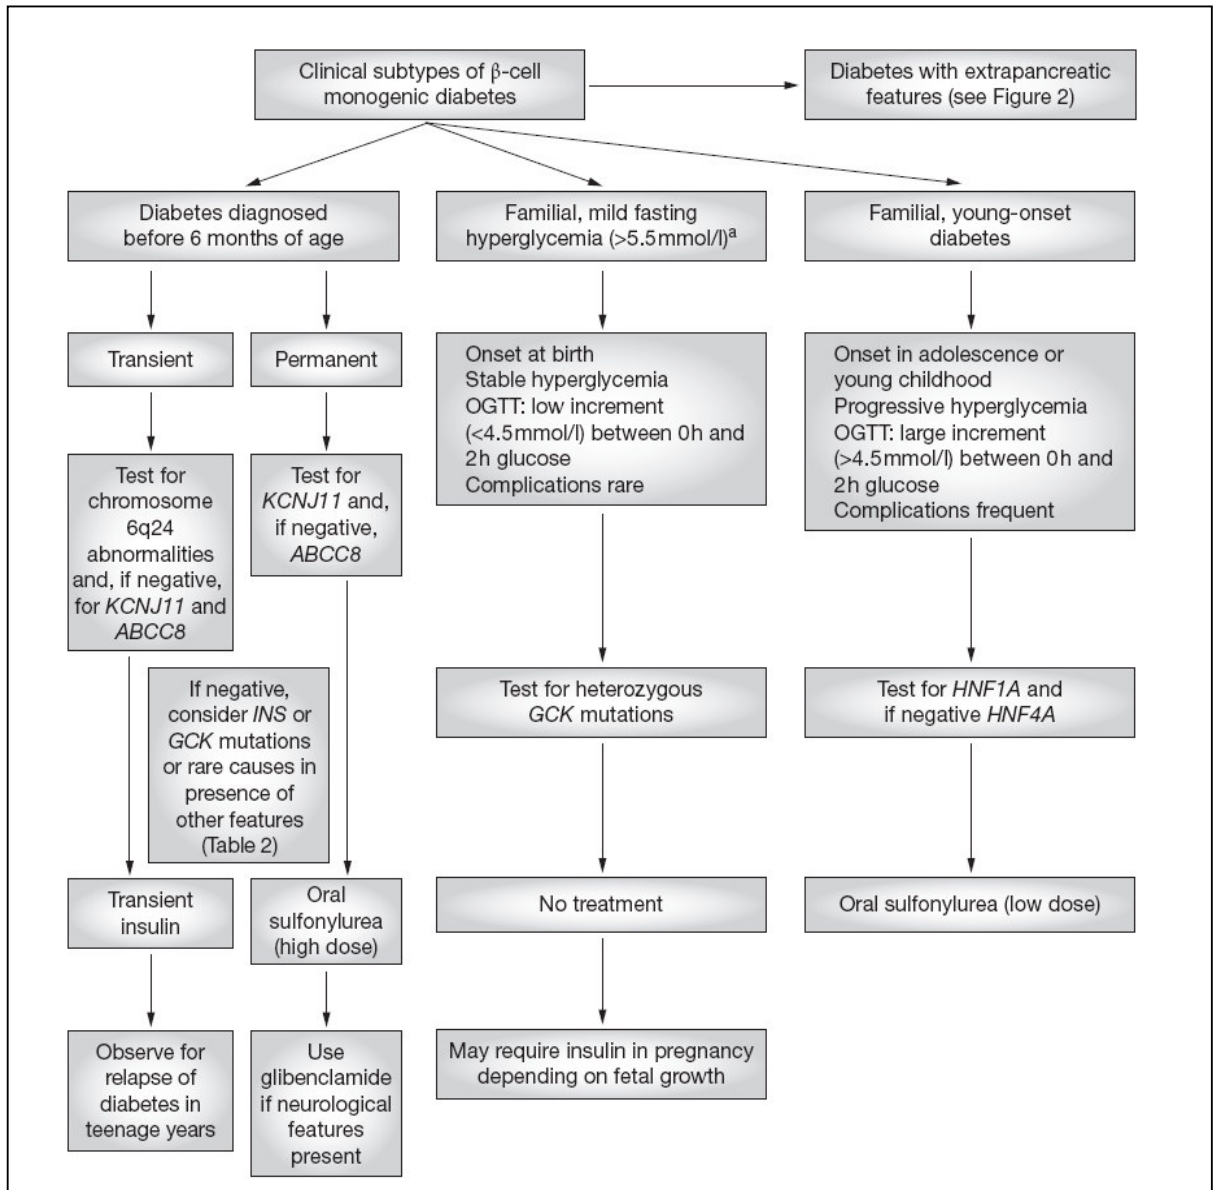 Clinical subtypes of β-cell
monogenic diabetes
Diabetes with extrapancreatic
features (see Figure 2)
Diabetes diagnosed
before 6 months of age
Familial, mild fasting
hyperglycemia (>5.5mmol/l)ᵃ
Familial, young-onset
diabetes
Transient
Permanent
Onset at birth
Stable hyperglycemia
OGTT: low increment
(<4.5mmol/l) between 0h and
2h glucose
Complications rare
Onset in adolescence or
young childhood
Progressive hyperglycemia
OGTT: large increment
(>4.5mmol/l) between 0h and
2h glucose
Complications frequent
Test for
chromosome
6q24
abnormalities
and, if negative,
for KCNJ11 and
ABCC8
Test for
KCNJ11 and,
if negative,
ABCC8
If negative,
consider INS or
GCK mutations
or rare causes in
presence of
other features
(Table 2)
Test for heterozygous
GCK mutations
Test for HNF1A and
if negative HNF4A
Transient
insulin
Oral
sulfonylurea
(high dose)
No treatment
Oral sulfonylurea (low dose)
Observe for
relapse of
diabetes in
teenage years
Use
glibenclamide
if neurological
features
present
May require insulin in pregnancy
depending on fetal growth